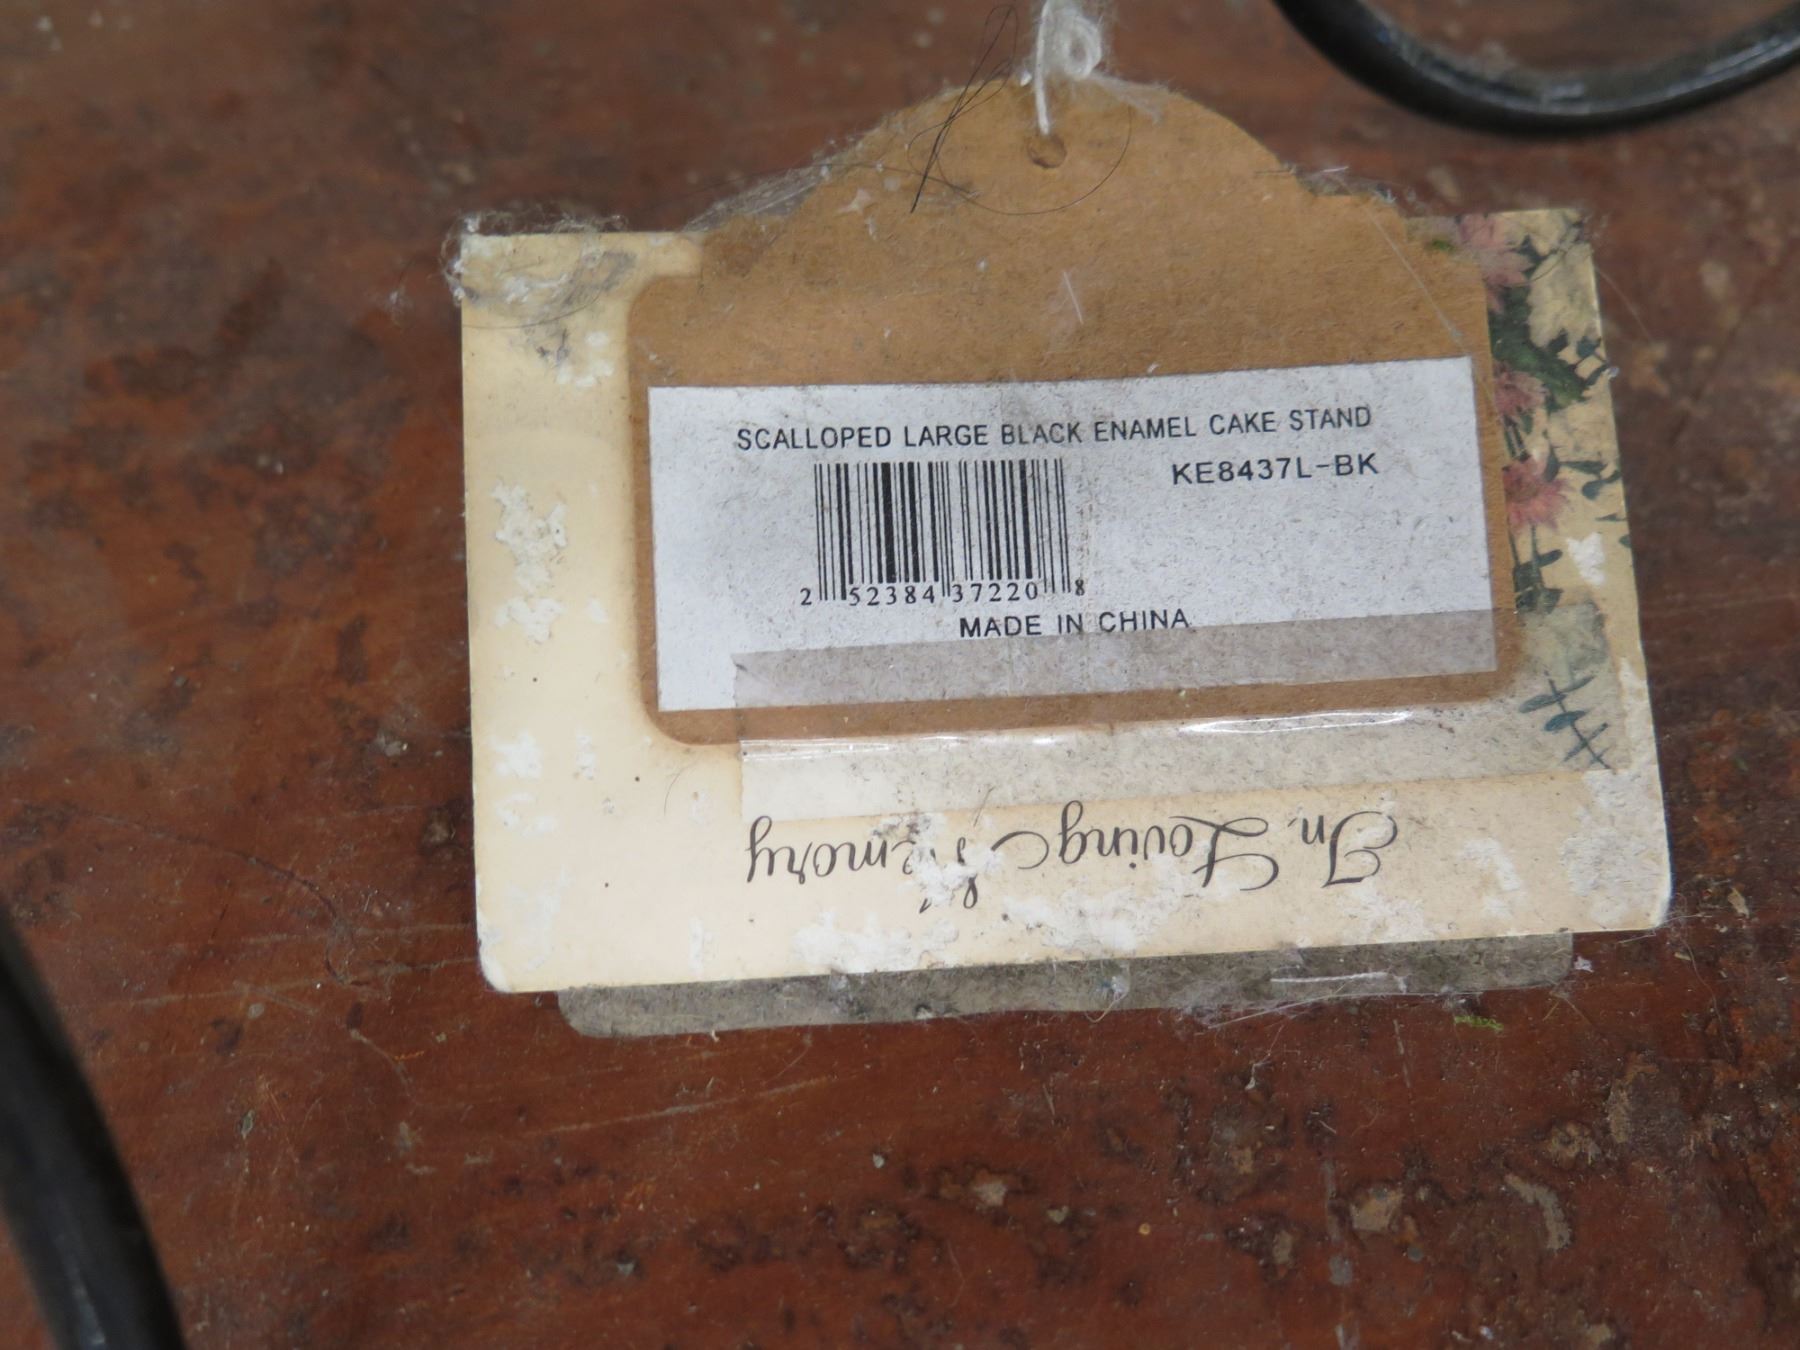 SCALLOPED LARGE BLACK ENAMEL CAKE STAND
KE8437L-BK
2 52384 37220 8
MADE IN CHINA
In Loving Memory